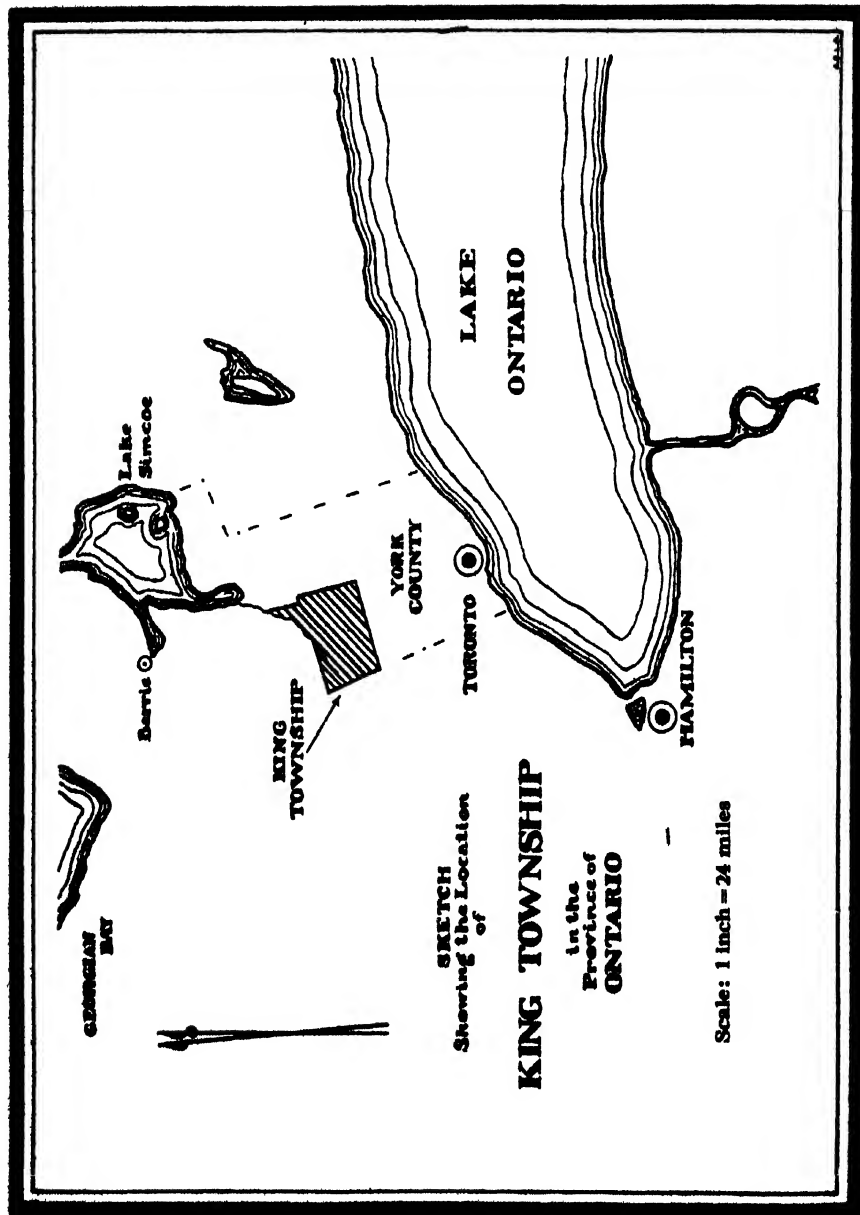 GEORGIAN
BAY
Barrie
Lake
Simcoe
KING
TOWNSHIP
YORK
COUNTY
TORONTO
LAKE
ONTARIO
HAMILTON
SKETCH
Showing the Location
of
KING TOWNSHIP
in the
Province of
ONTARIO
Scale: 1 inch = 24 miles